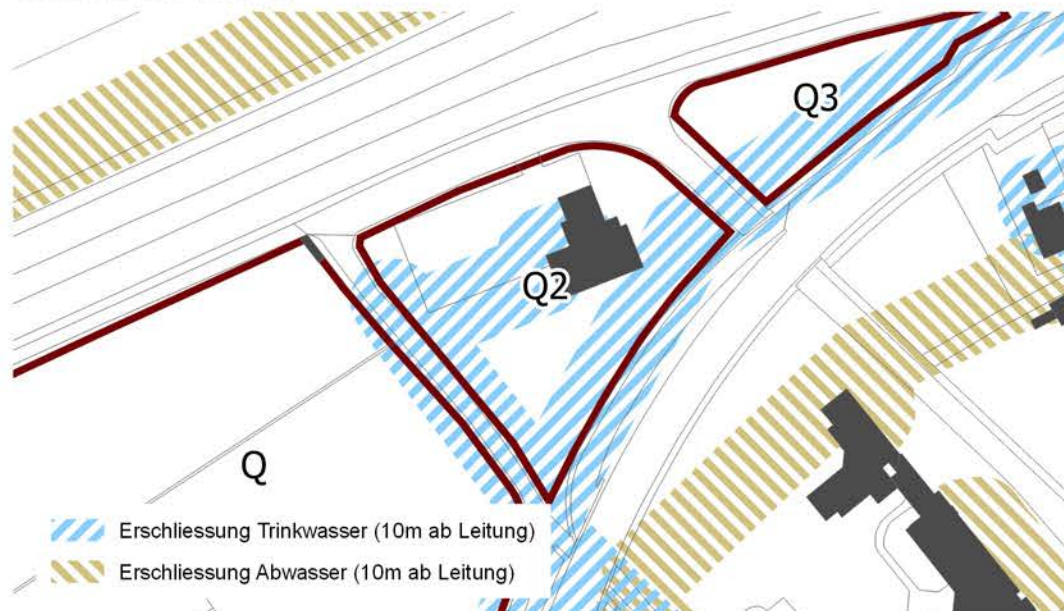 Q3
Q2
Q
Erschliessung Trinkwasser (10m ab Leitung)
Erschliessung Abwasser (10m ab Leitung)